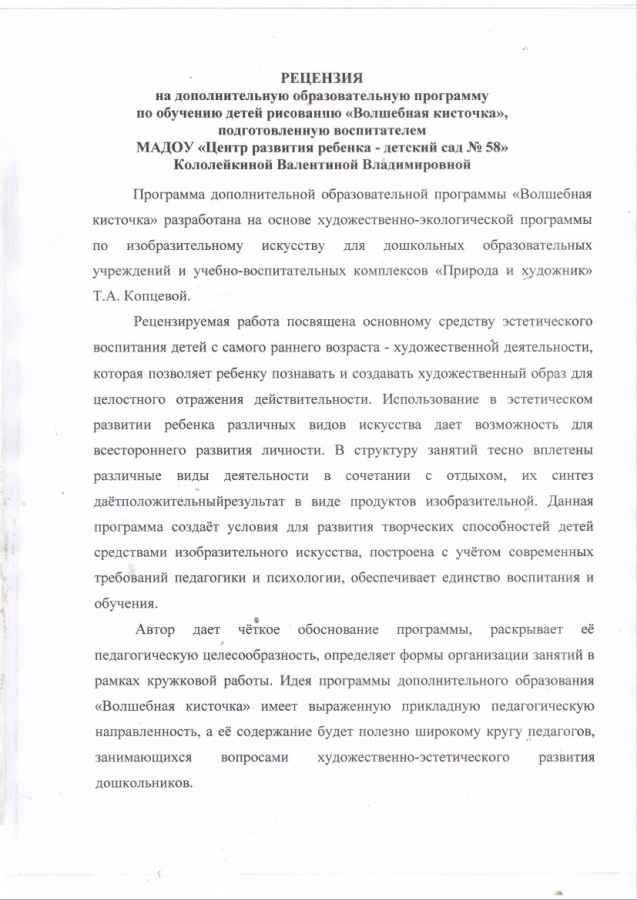 РЕЦЕНЗИЯ
на дополнительную образовательную программу
по обучению детей рисованию «Волшебная кисточка»,
подготовленную воспитателем
МАДОУ «Центр развития ребенка - детский сад № 58»
Кололейкиной Валентиной Владимировной
Программа дополнительной образовательной программы «Волшебная
кисточка» разработана на основе художественно-экологической программы
по изобразительному искусству для дошкольных образовательных
учреждений и учебно-воспитательных комплексов «Природа и художник»
Т.А. Копцевой.
Рецензируемая работа посвящена основному средству эстетического
воспитания детей с самого раннего возраста - художественной деятельности,
которая позволяет ребенку познавать и создавать художественный образ для
целостного отражения действительности. Использование в эстетическом
развитии ребенка различных видов искусства дает возможность для
всестороннего развития личности. В структуру занятий тесно вплетены
различные виды деятельности в сочетании с отдыхом, их синтез
даётположительныйрезультат в виде продуктов изобразительной. Данная
программа создаёт условия для развития творческих способностей детей
средствами изобразительного искусства, построена с учётом современных
требований педагогики и психологии, обеспечивает единство воспитания и
обучения.
Автор дает чёткое обоснование программы, раскрывает её
педагогическую целесообразность, определяет формы организации занятий в
рамках кружковой работы. Идея программы дополнительного образования
«Волшебная кисточка» имеет выраженную прикладную педагогическую
направленность, а её содержание будет полезно широкому кругу педагогов,
занимающихся вопросами художественно-эстетического развития
дошкольников.